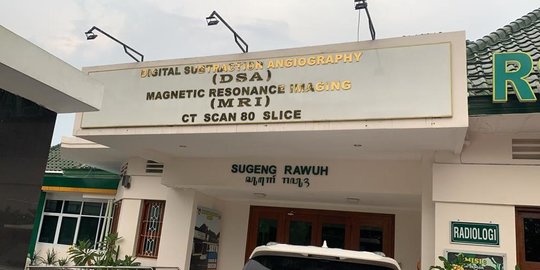 DIGITAL SUBTRACTION ANGIOGRAPHY
(DSA)
MAGNETIC RESONANCE IMAGING
(MRI)
CT SCAN 80 SLICE
R
SUGENG RAWUH
RADIOLOGI